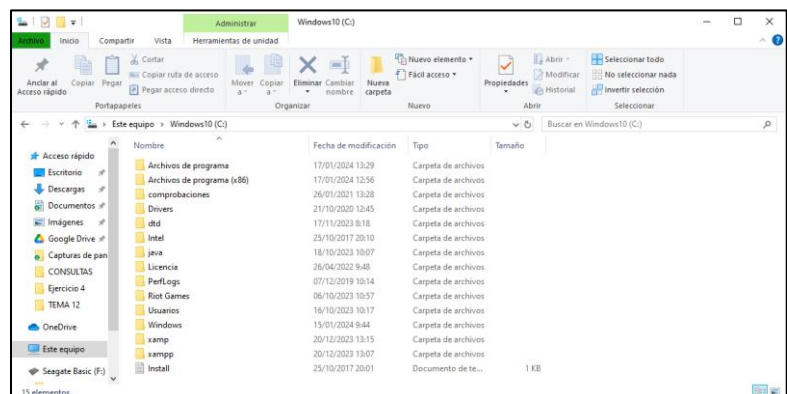 Administrar Windows10 (C:)
Archivo Inicio Compartir Vista Herramientas de unidad
Anclar al Acceso rápido
Copiar
Pegar
Cortar
Copiar ruta de acceso
Pegar acceso directo
Portapapeles
Mover a
Copiar a
Eliminar
Cambiar nombre
Organizar
Nueva carpeta
Nuevo elemento
Fácil acceso
Nuevo
Propiedades
Abrir
Modificar
Historial
Abrir
Seleccionar todo
No seleccionar nada
Invertir selección
Seleccionar
Este equipo > Windows10 (C:)
Buscar en Windows10 (C:)
Acceso rápido
Escritorio
Descargas
Documentos
Imágenes
Google Drive
Capturas de pan
CONSULTAS
Ejercicio 4
TEMA 12
OneDrive
Este equipo
Seagate Basic (F:)
Nombre Fecha de modificación Tipo Tamaño
Archivos de programa 17/01/2024 13:29 Carpeta de archivos
Archivos de programa (x86) 17/01/2024 12:56 Carpeta de archivos
comprobaciones 26/01/2021 13:28 Carpeta de archivos
Drivers 21/10/2020 12:45 Carpeta de archivos
dtd 17/11/2023 8:18 Carpeta de archivos
Intel 25/10/2017 20:10 Carpeta de archivos
java 18/10/2023 10:07 Carpeta de archivos
Licencia 26/04/2022 9:48 Carpeta de archivos
PerfLogs 07/12/2019 10:14 Carpeta de archivos
Riot Games 06/10/2023 10:57 Carpeta de archivos
Usuarios 16/10/2023 10:17 Carpeta de archivos
Windows 15/01/2024 9:44 Carpeta de archivos
xamp 20/12/2023 13:15 Carpeta de archivos
xampp 20/12/2023 13:07 Carpeta de archivos
Install 25/10/2017 20:01 Documento de te... 1 KB
15 elementos